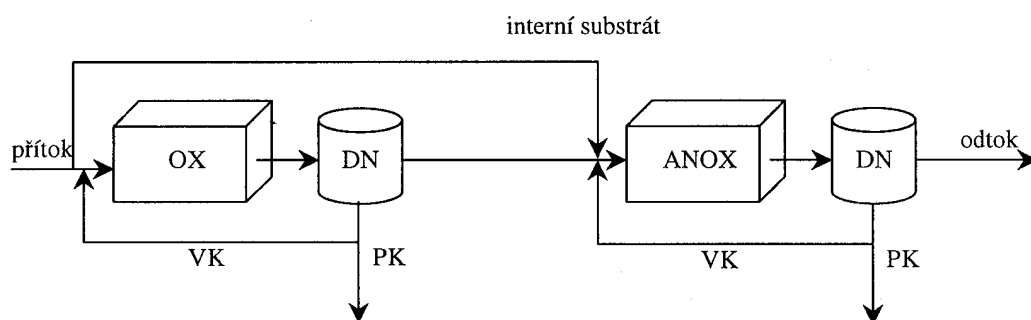 interní substrát
přítok
OX
DN
ANOX
DN
odtok
VK
PK
VK
PK